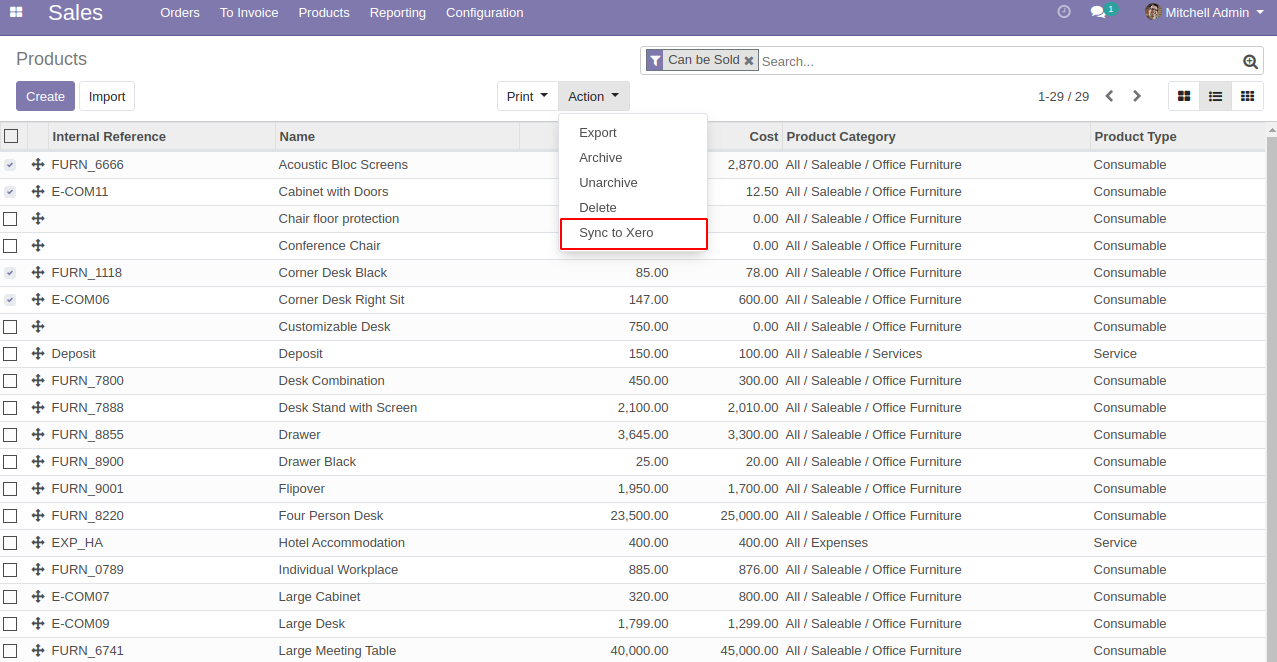 Sales Orders To Invoice Products Reporting Configuration 1 Mitchell Admin
Products Can be Sold Search...
Create Import Print Action 1-29 / 29
Internal Reference Name Cost Product Category Product Type
Export
Archive
Unarchive
Delete
Sync to Xero
FURN_6666 Acoustic Bloc Screens 2,870.00 All / Saleable / Office Furniture Consumable
E-COM11 Cabinet with Doors 12.50 All / Saleable / Office Furniture Consumable
Chair floor protection 0.00 All / Saleable / Office Furniture Consumable
Conference Chair 0.00 All / Saleable / Office Furniture Consumable
FURN_1118 Corner Desk Black 85.00 78.00 All / Saleable / Office Furniture Consumable
E-COM06 Corner Desk Right Sit 147.00 600.00 All / Saleable / Office Furniture Consumable
Customizable Desk 750.00 0.00 All / Saleable / Office Furniture Consumable
Deposit Deposit 150.00 100.00 All / Saleable / Services Service
FURN_7800 Desk Combination 450.00 300.00 All / Saleable / Office Furniture Consumable
FURN_7888 Desk Stand with Screen 2,100.00 2,010.00 All / Saleable / Office Furniture Consumable
FURN_8855 Drawer 3,645.00 3,300.00 All / Saleable / Office Furniture Consumable
FURN_8900 Drawer Black 25.00 20.00 All / Saleable / Office Furniture Consumable
FURN_9001 Flipover 1,950.00 1,700.00 All / Saleable / Office Furniture Consumable
FURN_8220 Four Person Desk 23,500.00 25,000.00 All / Saleable / Office Furniture Consumable
EXP_HA Hotel Accommodation 400.00 400.00 All / Expenses Service
FURN_0789 Individual Workplace 885.00 876.00 All / Saleable / Office Furniture Consumable
E-COM07 Large Cabinet 320.00 800.00 All / Saleable / Office Furniture Consumable
E-COM09 Large Desk 1,799.00 1,299.00 All / Saleable / Office Furniture Consumable
FURN_6741 Large Meeting Table 40,000.00 45,000.00 All / Saleable / Office Furniture Consumable